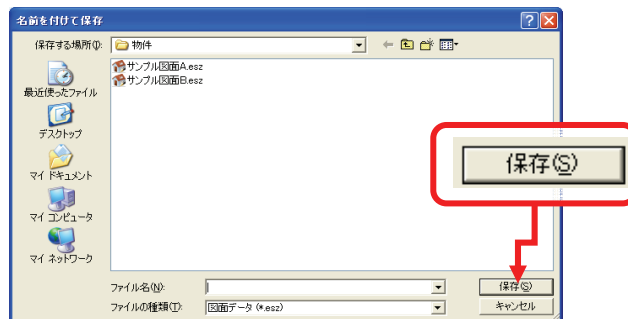 名前を付けて保存
保存する場所(I):
物件
サンプル図面A.esz
サンプル図面B.esz
最近使ったファイル
デスクトップ
マイ ドキュメント
マイ コンピュータ
マイ ネットワーク
保存(S)
ファイル名(N):
保存(S)
ファイルの種類(T):
図面データ (*.esz)
キャンセル